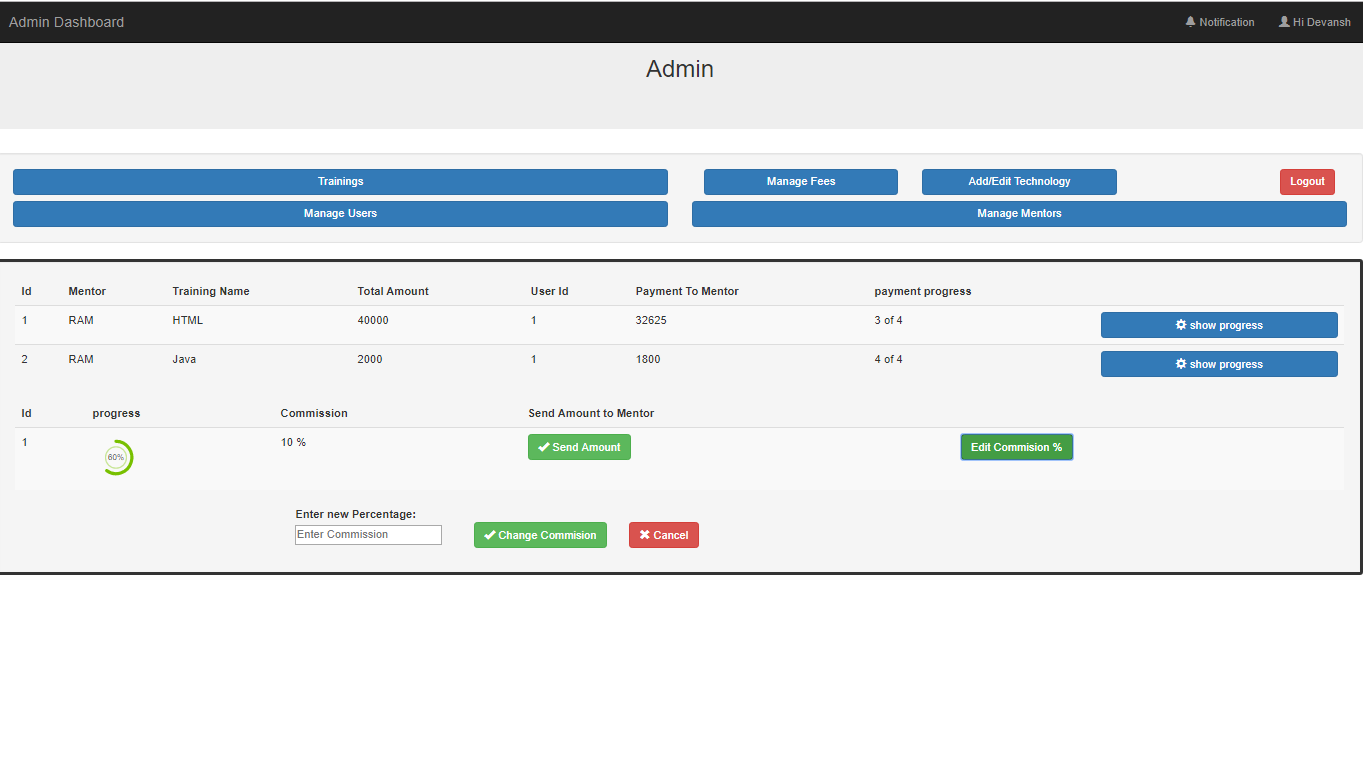 Admin Dashboard Notification Hi Devansh
Admin
Trainings Manage Fees Add/Edit Technology Logout
Manage Users Manage Mentors
Id Mentor Training Name Total Amount User Id Payment To Mentor payment progress
1 RAM HTML 40000 1 32625 3 of 4 show progress
2 RAM Java 2000 1 1800 4 of 4 show progress
Id progress Commission Send Amount to Mentor
1 60% 10 % Send Amount Edit Commision %
Enter new Percentage:
Enter Commission Change Commision Cancel